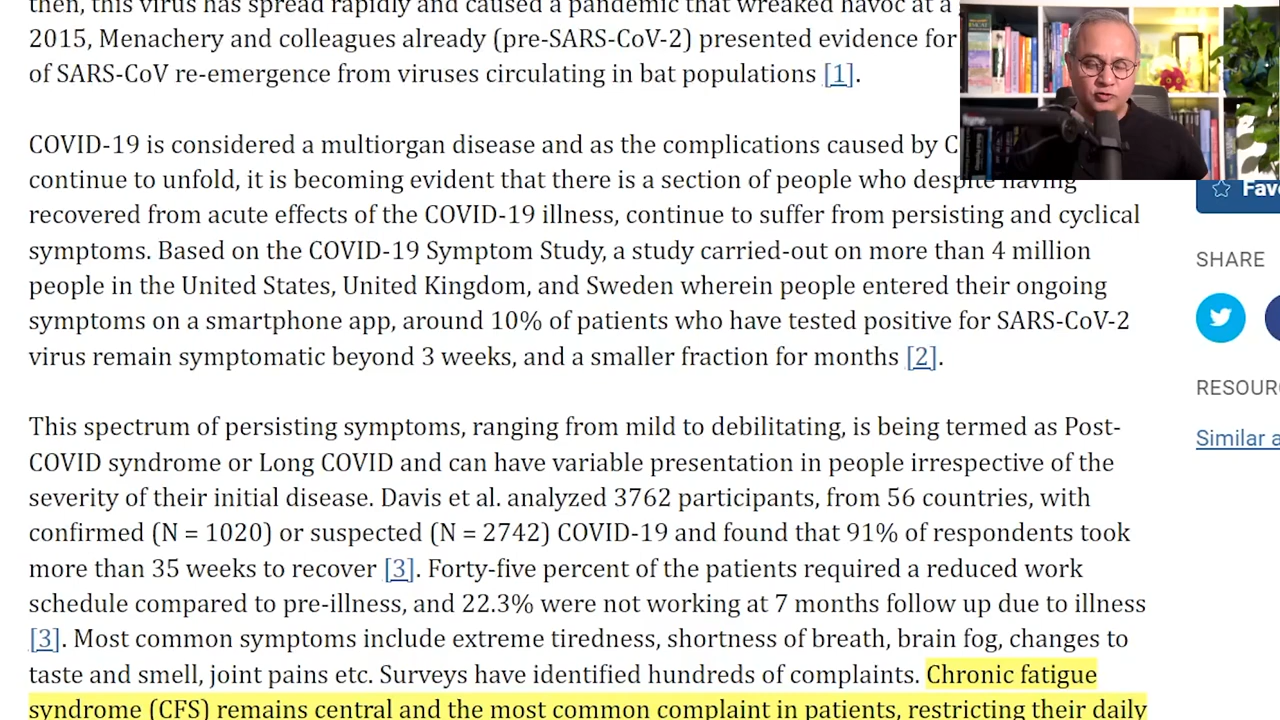 then, this virus has spread rapidly and caused a pandemic that wreaked havoc at a
2015, Menachery and colleagues already (pre-SARS-CoV-2) presented evidence for
of SARS-CoV re-emergence from viruses circulating in bat populations [1].
COVID-19 is considered a multiorgan disease and as the complications caused by C
continue to unfold, it is becoming evident that there is a section of people who despite having
recovered from acute effects of the COVID-19 illness, continue to suffer from persisting and cyclical
symptoms. Based on the COVID-19 Symptom Study, a study carried-out on more than 4 million
people in the United States, United Kingdom, and Sweden wherein people entered their ongoing
symptoms on a smartphone app, around 10% of patients who have tested positive for SARS-CoV-2
virus remain symptomatic beyond 3 weeks, and a smaller fraction for months [2].
This spectrum of persisting symptoms, ranging from mild to debilitating, is being termed as Post-
COVID syndrome or Long COVID and can have variable presentation in people irrespective of the
severity of their initial disease. Davis et al. analyzed 3762 participants, from 56 countries, with
confirmed (N = 1020) or suspected (N = 2742) COVID-19 and found that 91% of respondents took
more than 35 weeks to recover [3]. Forty-five percent of the patients required a reduced work
schedule compared to pre-illness, and 22.3% were not working at 7 months follow up due to illness
[3]. Most common symptoms include extreme tiredness, shortness of breath, brain fog, changes to
taste and smell, joint pains etc. Surveys have identified hundreds of complaints. Chronic fatigue
syndrome (CFS) remains central and the most common complaint in patients, restricting their daily
Favo
SHARE
RESOUR
Similar a